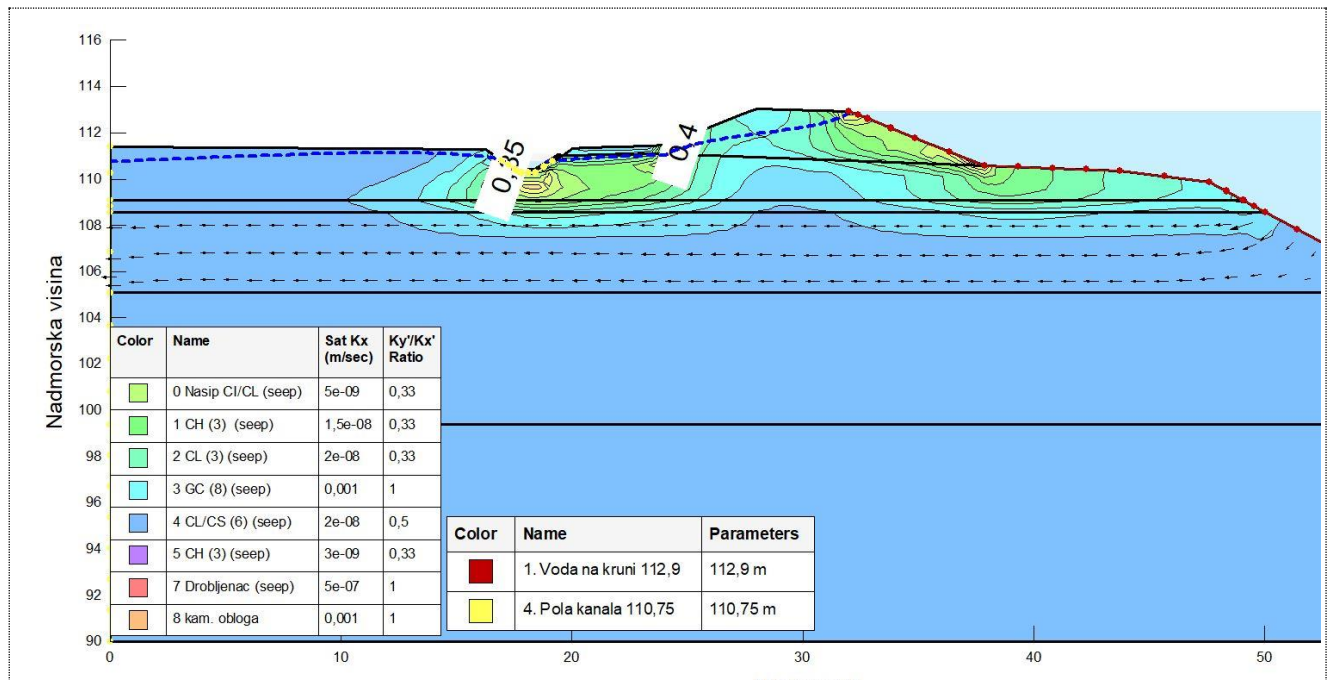 Nadmorska visina
116
114
112
110
108
106
104
102
100
98
96
94
92
90
0
10
20
30
40
50
0,35
0,4
Color Name Sat Kx (m/sec) Ky'/Kx' Ratio
0 Nasip CI/CL (seep) 5e-09 0,33
1 CH (3) (seep) 1,5e-08 0,33
2 CL (3) (seep) 2e-08 0,33
3 GC (8) (seep) 0,001 1
4 CL/CS (6) (seep) 2e-08 0,5
5 CH (3) (seep) 3e-09 0,33
7 Drobljenac (seep) 5e-07 1
8 kam. obloga 0,001 1
Color Name Parameters
1. Voda na kruni 112,9 112,9 m
4. Pola kanala 110,75 110,75 m